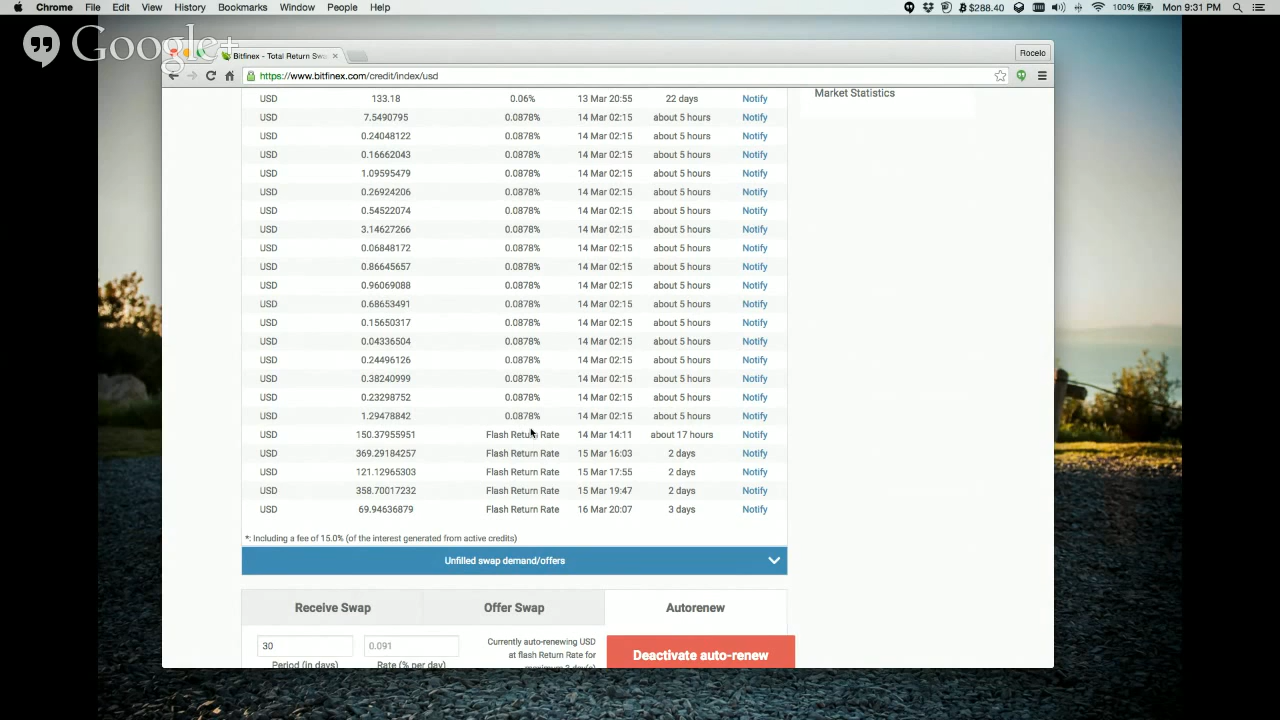 Chrome File Edit View History Bookmarks Window People Help $288.40 100% Mon 9:31 PM
Google+
Bitfinex - Total Return Swa Rocelo
https://www.bitfinex.com/credit/index/usd
Market Statistics
USD 133.18 0.06% 13 Mar 20:55 22 days Notify
USD 7.5490795 0.0878% 14 Mar 02:15 about 5 hours Notify
USD 0.24048122 0.0878% 14 Mar 02:15 about 5 hours Notify
USD 0.16662043 0.0878% 14 Mar 02:15 about 5 hours Notify
USD 1.09595479 0.0878% 14 Mar 02:15 about 5 hours Notify
USD 0.26924206 0.0878% 14 Mar 02:15 about 5 hours Notify
USD 0.54522074 0.0878% 14 Mar 02:15 about 5 hours Notify
USD 3.14627266 0.0878% 14 Mar 02:15 about 5 hours Notify
USD 0.06848172 0.0878% 14 Mar 02:15 about 5 hours Notify
USD 0.86645657 0.0878% 14 Mar 02:15 about 5 hours Notify
USD 0.96069088 0.0878% 14 Mar 02:15 about 5 hours Notify
USD 0.68653491 0.0878% 14 Mar 02:15 about 5 hours Notify
USD 0.15650317 0.0878% 14 Mar 02:15 about 5 hours Notify
USD 0.04336504 0.0878% 14 Mar 02:15 about 5 hours Notify
USD 0.24496126 0.0878% 14 Mar 02:15 about 5 hours Notify
USD 0.38240999 0.0878% 14 Mar 02:15 about 5 hours Notify
USD 0.23298752 0.0878% 14 Mar 02:15 about 5 hours Notify
USD 1.29478842 0.0878% 14 Mar 02:15 about 5 hours Notify
USD 150.37955951 Flash Return Rate 14 Mar 14:11 about 17 hours Notify
USD 369.29184257 Flash Return Rate 15 Mar 16:03 2 days Notify
USD 121.12965303 Flash Return Rate 15 Mar 17:55 2 days Notify
USD 358.70017232 Flash Return Rate 15 Mar 19:47 2 days Notify
USD 69.94636879 Flash Return Rate 16 Mar 20:07 3 days Notify
*: Including a fee of 15.0% (of the interest generated from active credits)
Unfilled swap demand/offers
Receive Swap Offer Swap Autorenew
30 0.091
Period (in days) Rate (% per day)
Currently auto-renewing USD
at flash Return Rate for
Deactivate auto-renew